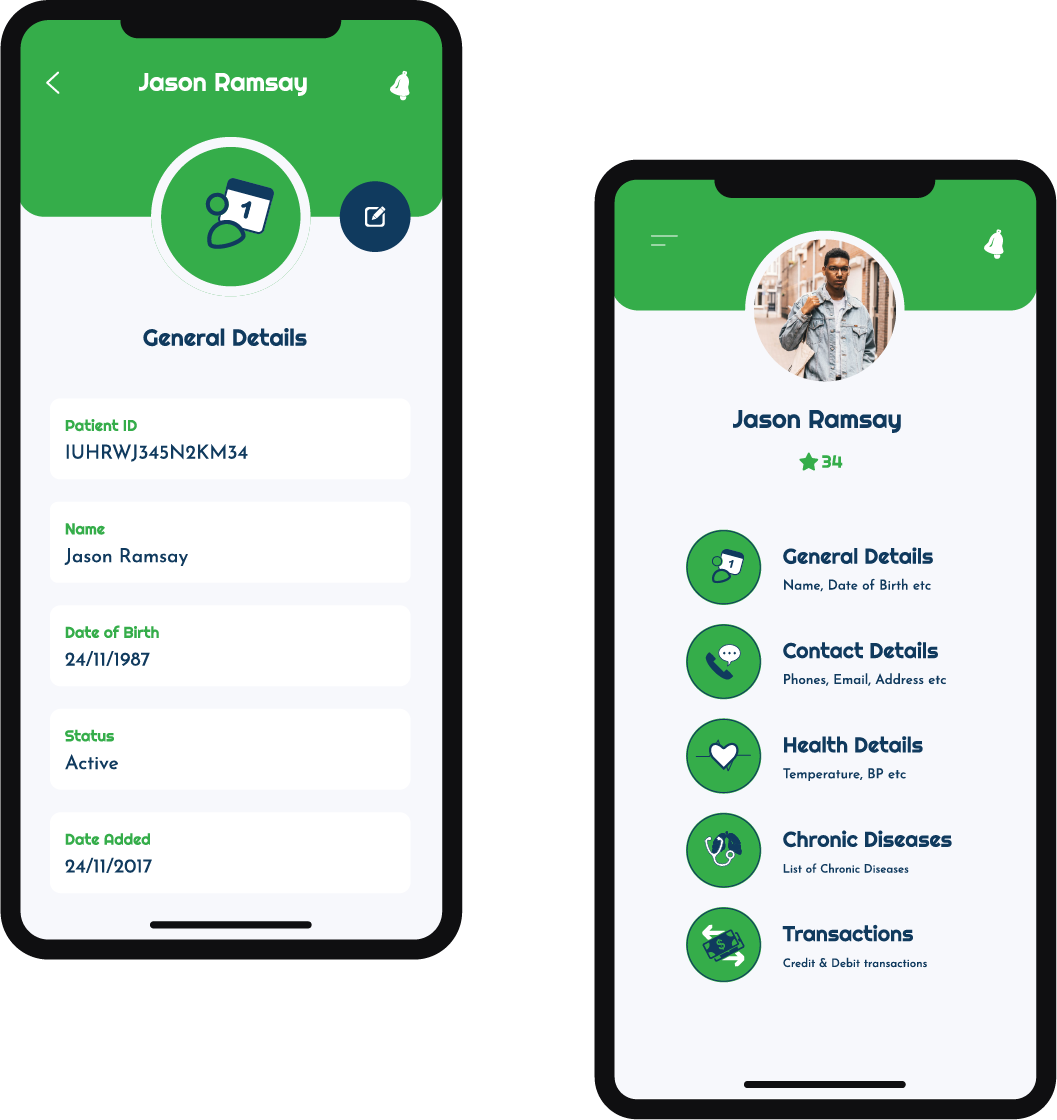 Jason Ramsay
1
General Details
Patient ID
IUHRWJ345N2KM34
Name
Jason Ramsay
Date of Birth
24/11/1987
Status
Active
Date Added
24/11/2017
Jason Ramsay
34
1
General Details
Name, Date of Birth etc
Contact Details
Phones, Email, Address etc
Health Details
Temperature, BP etc
Chronic Diseases
List of Chronic Diseases
$
Transactions
Credit & Debit transactions